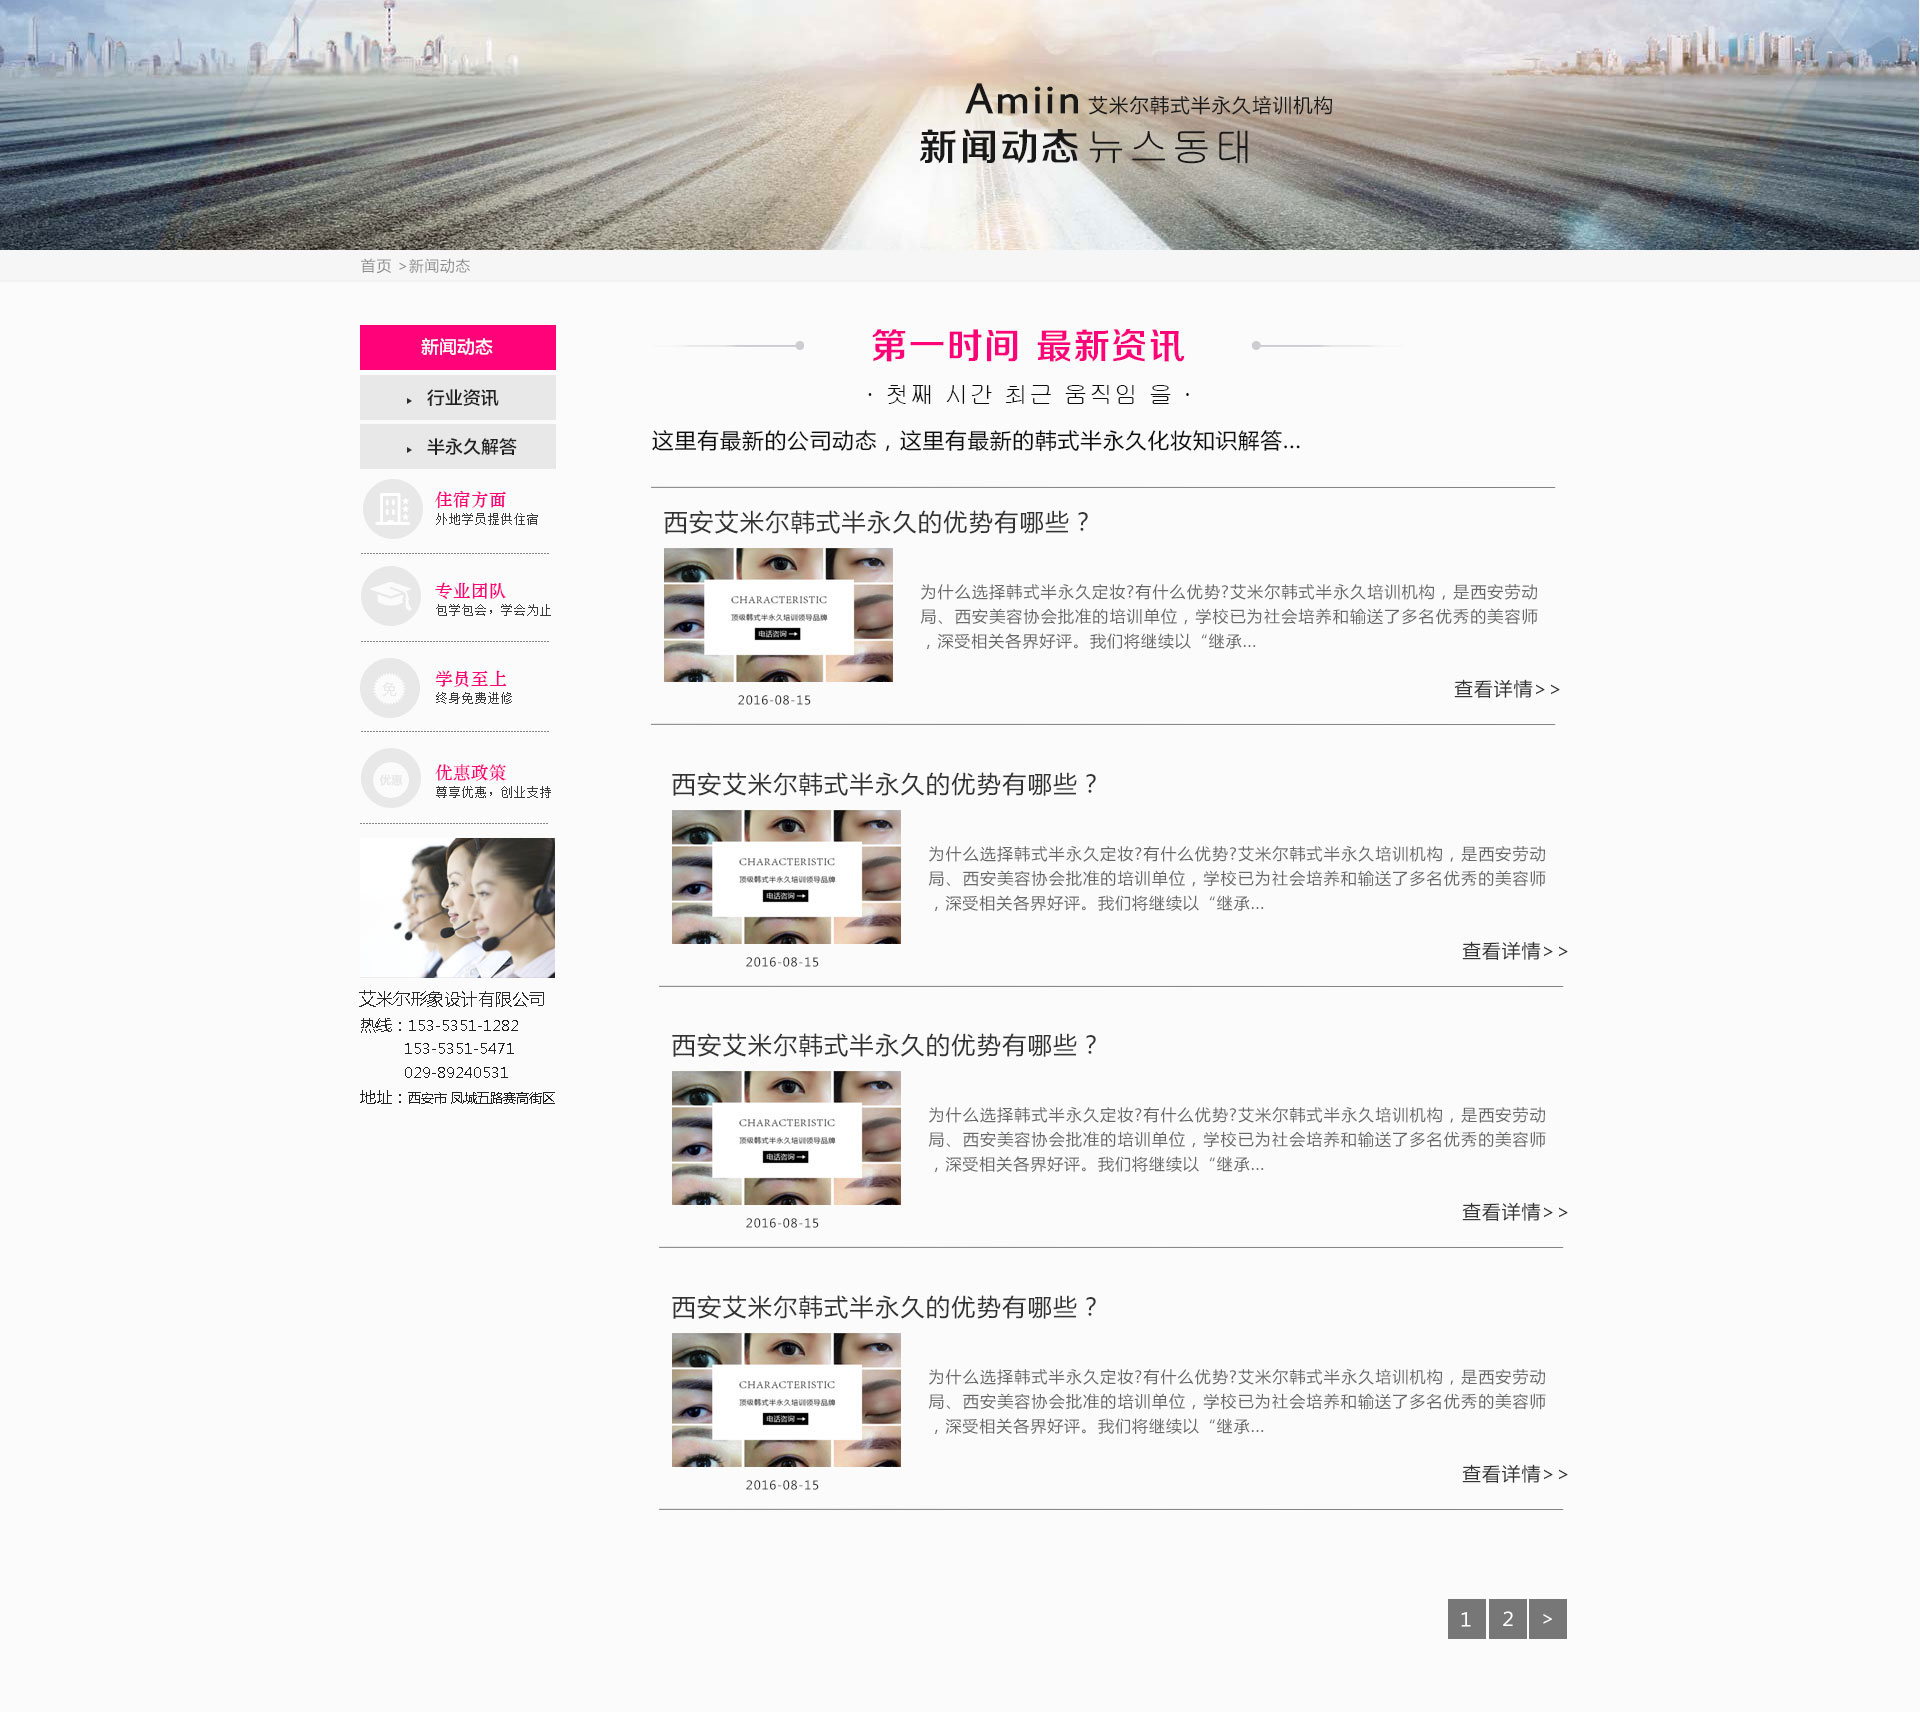 Amiin 艾米尔韩式半永久培训机构
新闻动态 뉴스동태
首页 >新闻动态
新闻动态
行业资讯
半永久解答
住宿方面
外地学员提供住宿
专业团队
包学包会，学会为止
免
学员至上
终身免费进修
优惠
优惠政策
尊享优惠，创业支持
艾米尔形象设计有限公司
热线：153-5351-1282
153-5351-5471
029-89240531
地址：西安市 凤城五路赛高街区
第一时间 最新资讯
· 첫째 시간 최근 움직임 을 ·
这里有最新的公司动态，这里有最新的韩式半永久化妆知识解答...
西安艾米尔韩式半永久的优势有哪些？
CHARACTERISTIC
顶级韩式半永久培训领导品牌
电话咨询→
2016-08-15
为什么选择韩式半永久定妆?有什么优势?艾米尔韩式半永久培训机构，是西安劳动
局、西安美容协会批准的培训单位，学校已为社会培养和输送了多名优秀的美容师
，深受相关各界好评。我们将继续以“继承...
查看详情>>
西安艾米尔韩式半永久的优势有哪些？
CHARACTERISTIC
顶级韩式半永久培训领导品牌
电话咨询→
2016-08-15
为什么选择韩式半永久定妆?有什么优势?艾米尔韩式半永久培训机构，是西安劳动
局、西安美容协会批准的培训单位，学校已为社会培养和输送了多名优秀的美容师
，深受相关各界好评。我们将继续以“继承...
查看详情>>
西安艾米尔韩式半永久的优势有哪些？
CHARACTERISTIC
顶级韩式半永久培训领导品牌
电话咨询→
2016-08-15
为什么选择韩式半永久定妆?有什么优势?艾米尔韩式半永久培训机构，是西安劳动
局、西安美容协会批准的培训单位，学校已为社会培养和输送了多名优秀的美容师
，深受相关各界好评。我们将继续以“继承...
查看详情>>
西安艾米尔韩式半永久的优势有哪些？
CHARACTERISTIC
顶级韩式半永久培训领导品牌
电话咨询→
2016-08-15
为什么选择韩式半永久定妆?有什么优势?艾米尔韩式半永久培训机构，是西安劳动
局、西安美容协会批准的培训单位，学校已为社会培养和输送了多名优秀的美容师
，深受相关各界好评。我们将继续以“继承...
查看详情>>
1 2 >